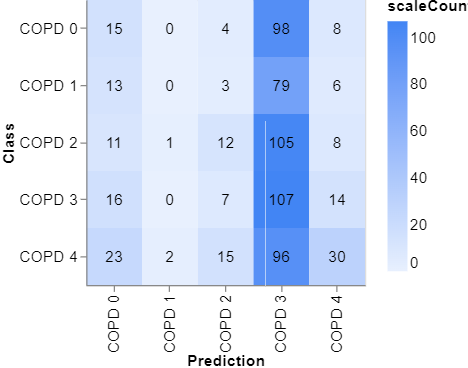 scaleCoun
COPD 0 15 0 4 98 8
COPD 1 13 0 3 79 6
COPD 2 11 1 12 105 8
COPD 3 16 0 7 107 14
COPD 4 23 2 15 96 30
Class
COPD 0 COPD 1 COPD 2 COPD 3 COPD 4
Prediction
100
80
60
40
20
0